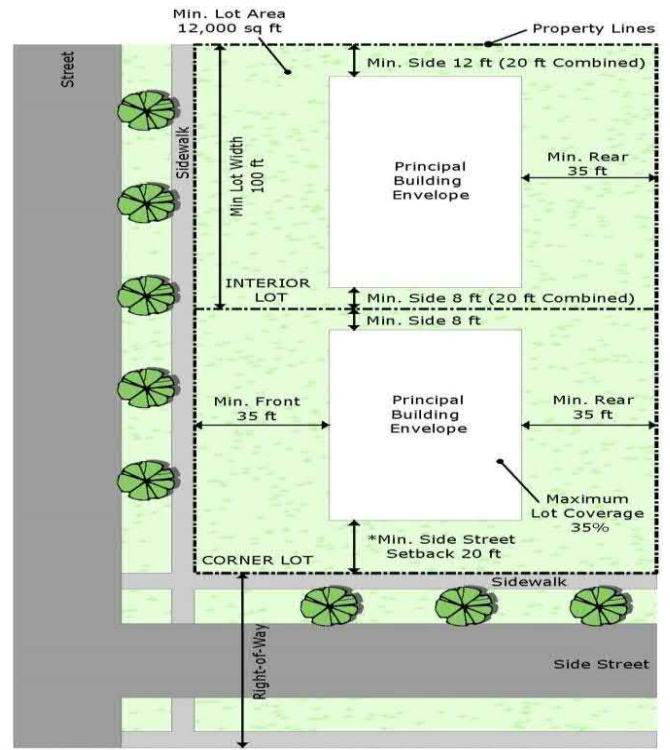 Min. Lot Area
12,000 sq ft
Property Lines
Street
Sidewalk
Min Lot Width
100 ft
Min. Side 12 ft (20 ft Combined)
Principal
Building
Envelope
Min. Rear
35 ft
INTERIOR
LOT
Min. Side 8 ft (20 ft Combined)
Min. Side 8 ft
Min. Front
35 ft
Principal
Building
Envelope
Min. Rear
35 ft
Maximum
Lot Coverage
35%
*Min. Side Street
Setback 20 ft
CORNER LOT
Sidewalk
Right-of-Way
Side Street